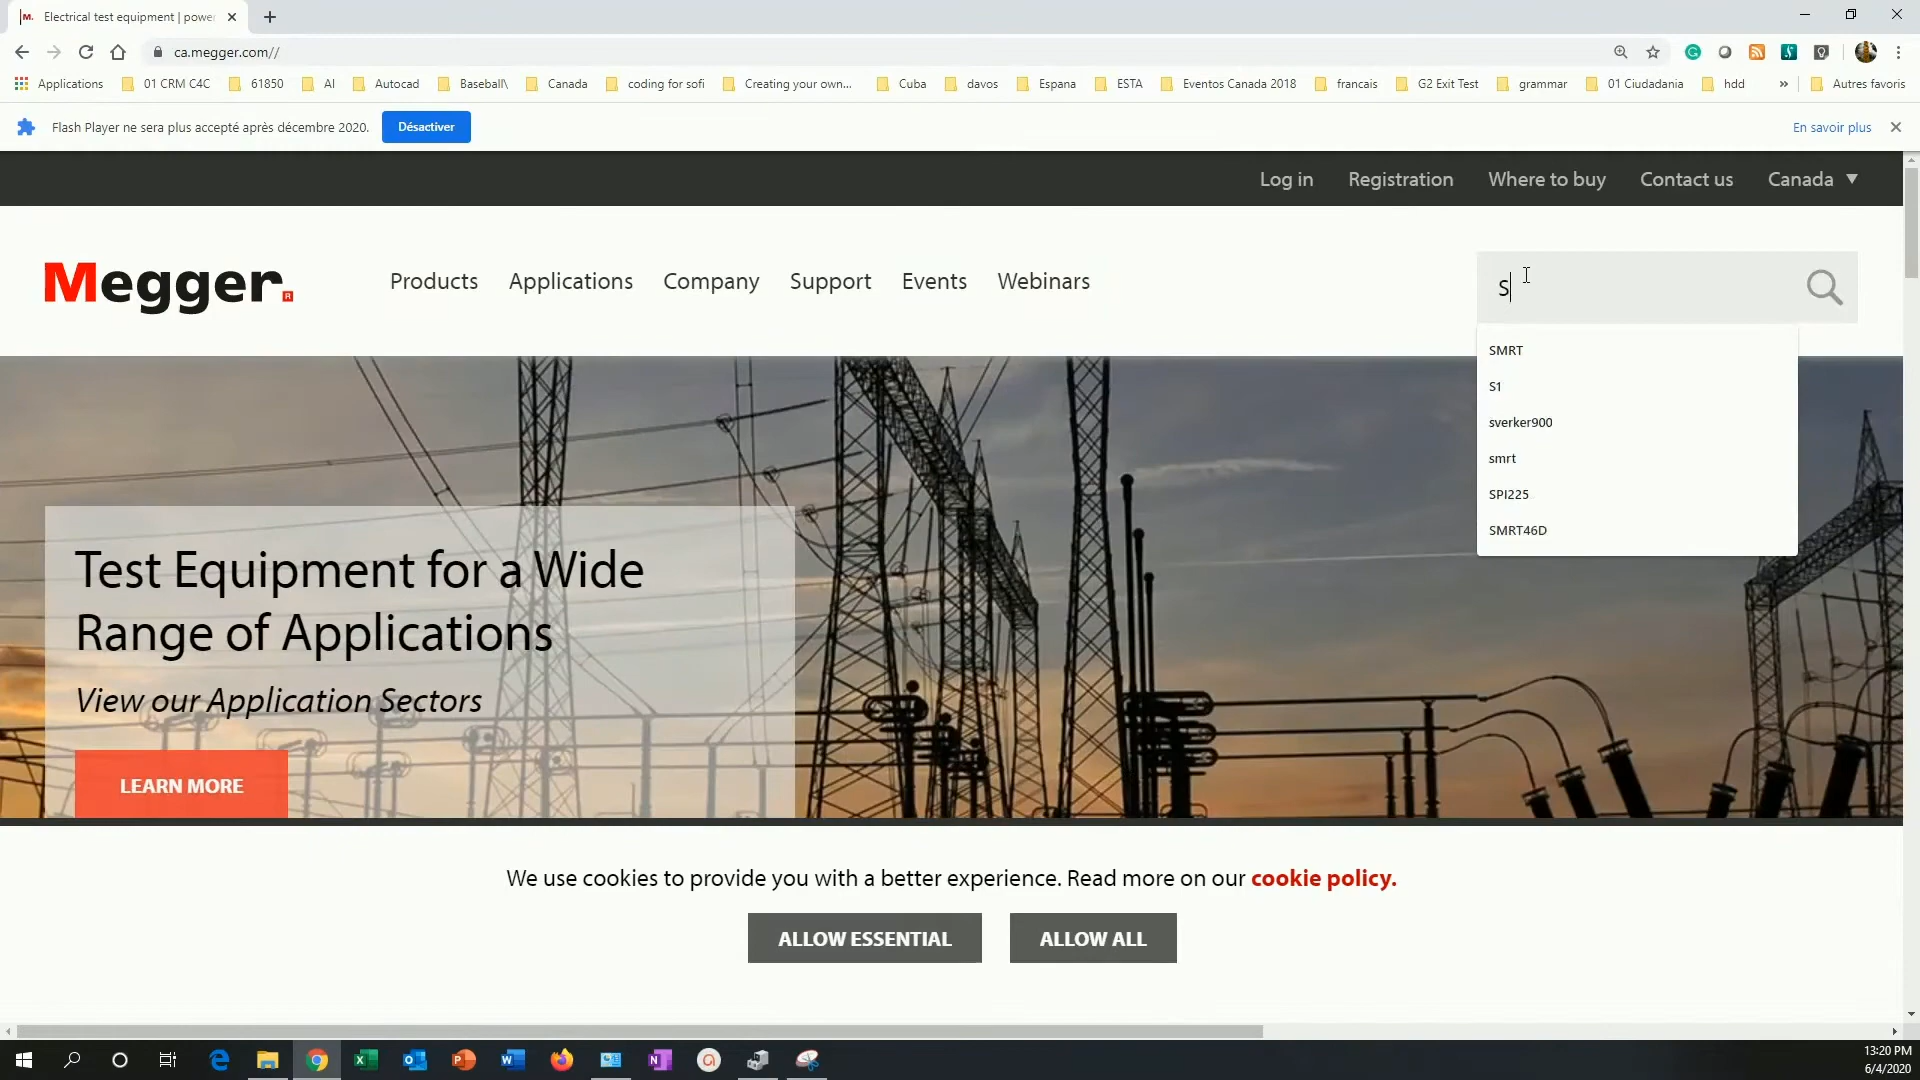 Electrical test equipment | power
ca.megger.com//
Applications 01 CRM C4C 61850 AI Autocad Baseball\ Canada coding for sofi Creating your own... Cuba davos Espana ESTA Eventos Canada 2018 francais G2 Exit Test grammar 01 Ciudadania hdd » Autres favoris
Flash Player ne sera plus accepté après décembre 2020. Désactiver En savoir plus
Log in Registration Where to buy Contact us Canada
Megger®
Products Applications Company Support Events Webinars
S
SMRT
S1
sverker900
smrt
SPI225
SMRT46D
Test Equipment for a Wide
Range of Applications
View our Application Sectors
LEARN MORE
We use cookies to provide you with a better experience. Read more on our cookie policy.
ALLOW ESSENTIAL ALLOW ALL
13:20 PM
6/4/2020